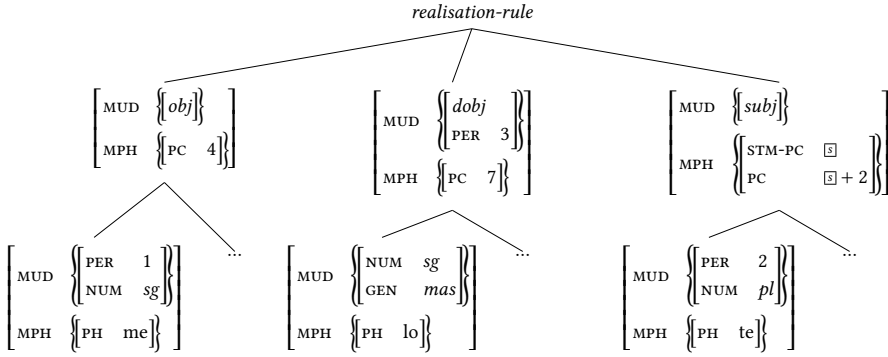 realisation-rule
MUD {[obj]}
MPH {[PC 4]}
MUD {[dobj
PER 3]}
MPH {[PC 7]}
MUD {[subj]}
MPH {[STM-PC s
PC s + 2]}
MUD {[PER 1
NUM sg]}
MPH {[PH me]}
...
MUD {[NUM sg
GEN mas]}
MPH {[PH lo]}
...
MUD {[PER 2
NUM pl]}
MPH {[PH te]}
...